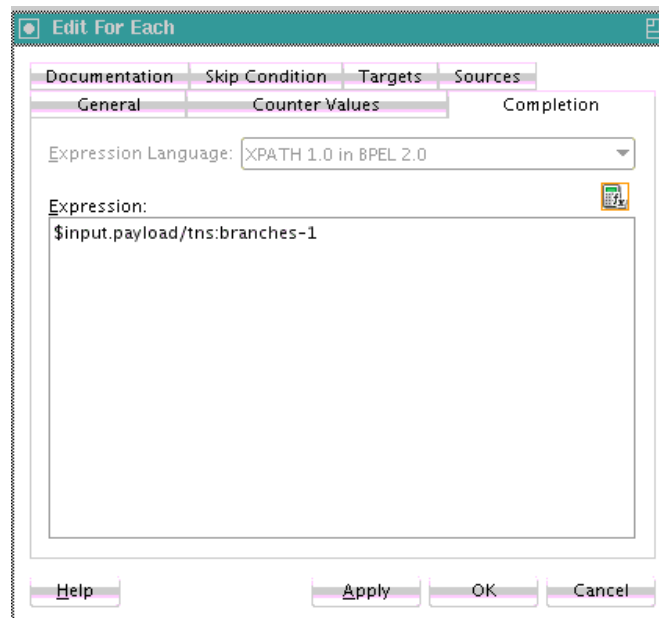 Edit For Each
Documentation Skip Condition Targets Sources
General Counter Values Completion
Expression Language: XPATH 1.0 in BPEL 2.0
Expression:
$input.payload/tns:branches-1
Help Apply OK Cancel